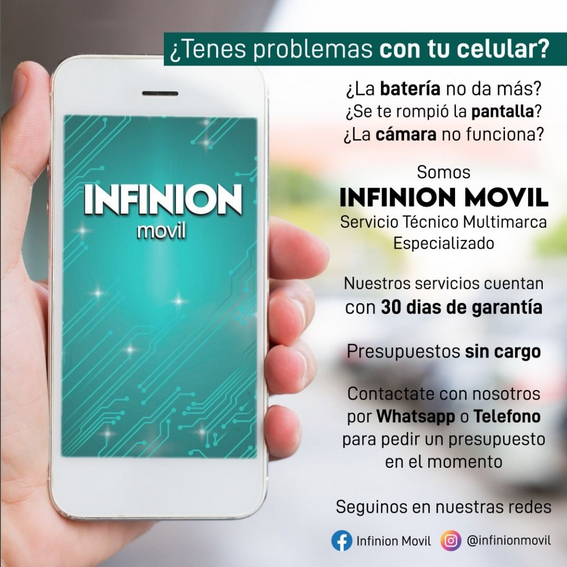 ¿Tenes problemas con tu celular?
¿La batería no da más?
¿Se te rompió la pantalla?
¿La cámara no funciona?
INFINION
movil
Somos
INFINION MOVIL
Servicio Técnico Multimarca
Especializado
Nuestros servicios cuentan
con 30 dias de garantía
Presupuestos sin cargo
Contactate con nosotros
por Whatsapp o Telefono
para pedir un presupuesto
en el momento
Seguinos en nuestras redes
Infinion Movil @infinionmovil